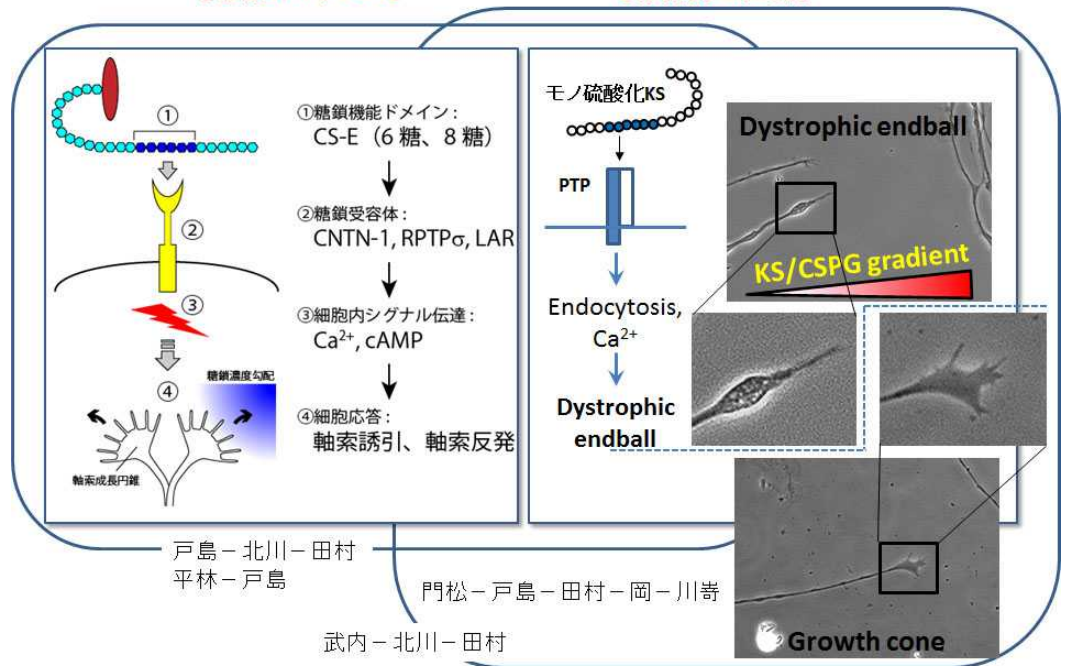 ①
①糖鎖機能ドメイン：
CS-E（6 糖、8 糖）
②
②糖鎖受容体：
CNTN-1, RPTPσ, LAR
③
③細胞内シグナル伝達：
Ca²⁺, cAMP
④
糖鎖濃度勾配
④細胞応答：
軸索誘引、軸索反発
軸索成長円錐
モノ硫酸化KS
PTP
Endocytosis,
Ca²⁺
Dystrophic
endball
Dystrophic endball
KS/CSPG gradient
Growth cone
戸島－北川－田村
平林－戸島
門松－戸島－田村－岡－川嵜
武内－北川－田村